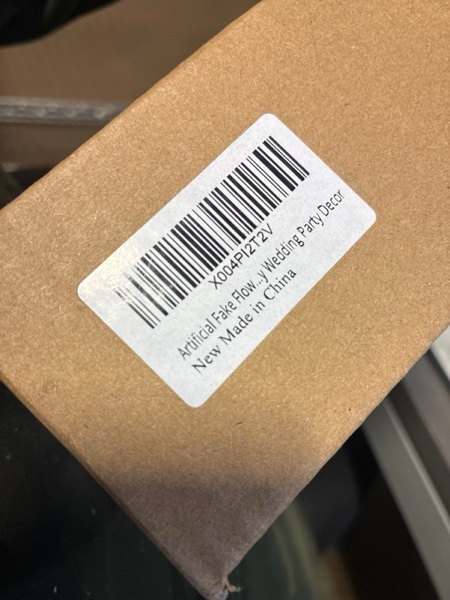 X004PI2T2V
Artificial Fake Flow...y Wedding Party Decor
New Made in China